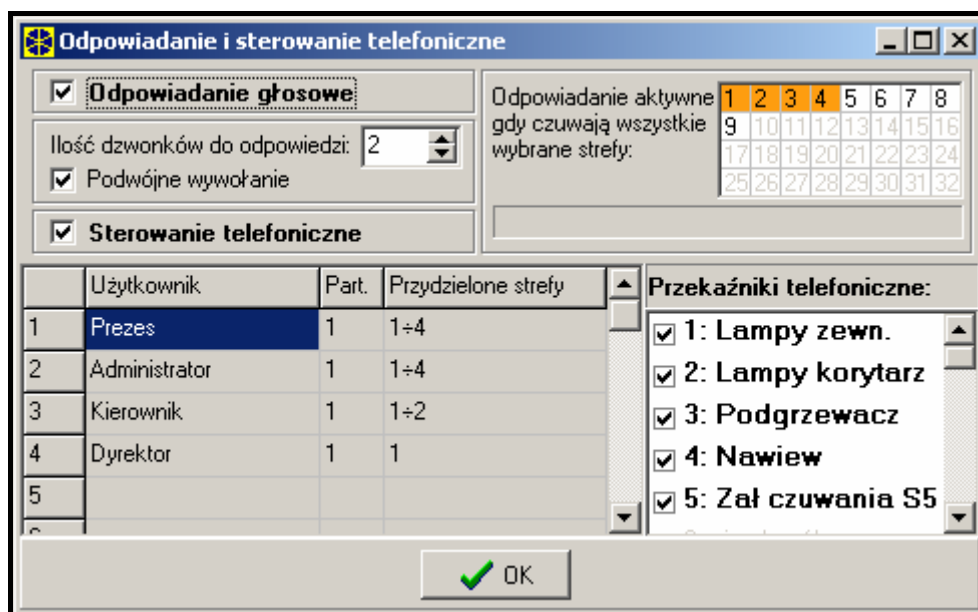 Odpowiadanie i sterowanie telefoniczne
Odpowiadanie głosowe
Ilość dzwonków do odpowiedzi: 2
Podwójne wywołanie
Sterowanie telefoniczne
Odpowiadanie aktywne
gdy czuwają wszystkie
wybrane strefy:
1 2 3 4 5 6 7 8
9 10 11 12 13 14 15 16
17 18 19 20 21 22 23 24
25 26 27 28 29 30 31 32
Użytkownik Part. Przydzielone strefy
1 Prezes 1 1÷4
2 Administrator 1 1÷4
3 Kierownik 1 1÷2
4 Dyrektor 1 1
5
Przekaźniki telefoniczne:
1: Lampy zewn.
2: Lampy korytarz
3: Podgrzewacz
4: Nawiew
5: Zał czuwania S5
OK